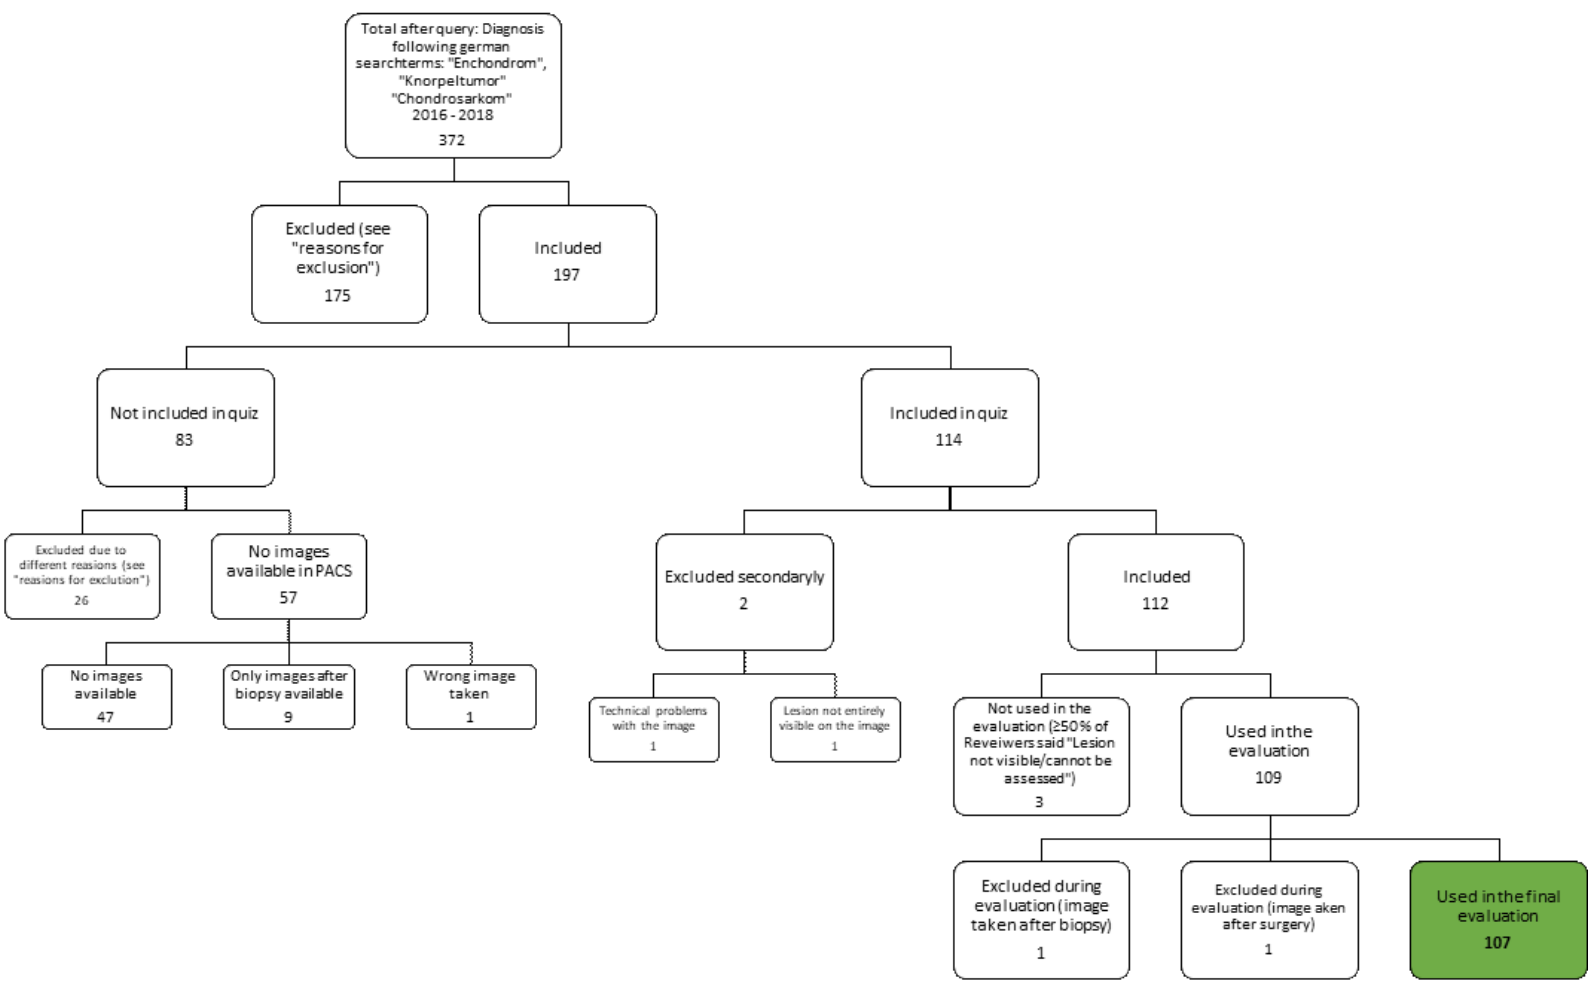 Total after query: Diagnosis
following german
searchterms: "Enchondrom",
"Knorpeltumor"
"Chondrosarkom"
2016 - 2018
372
Excluded (see
"reasons for
exclusion")
175
Included
197
Not included in quiz
83
Included in quiz
114
Excluded due to
different reasons (see
"reasons for exclution")
26
No images
available in PACS
57
Excluded secondaryly
2
Included
112
No images
available
47
Only images after
biopsy available
9
Wrong image
taken
1
Technical problems
with the image
1
Lesion not entirely
visible on the image
1
Not used in the
evaluation (≥50% of
Reveiwers said "Lesion
not visible/cannot be
assessed")
3
Used in the
evaluation
109
Excluded during
evaluation (image
taken after biopsy)
1
Excluded during
evaluation (image aken
after surgery)
1
Used in the final
evaluation
107